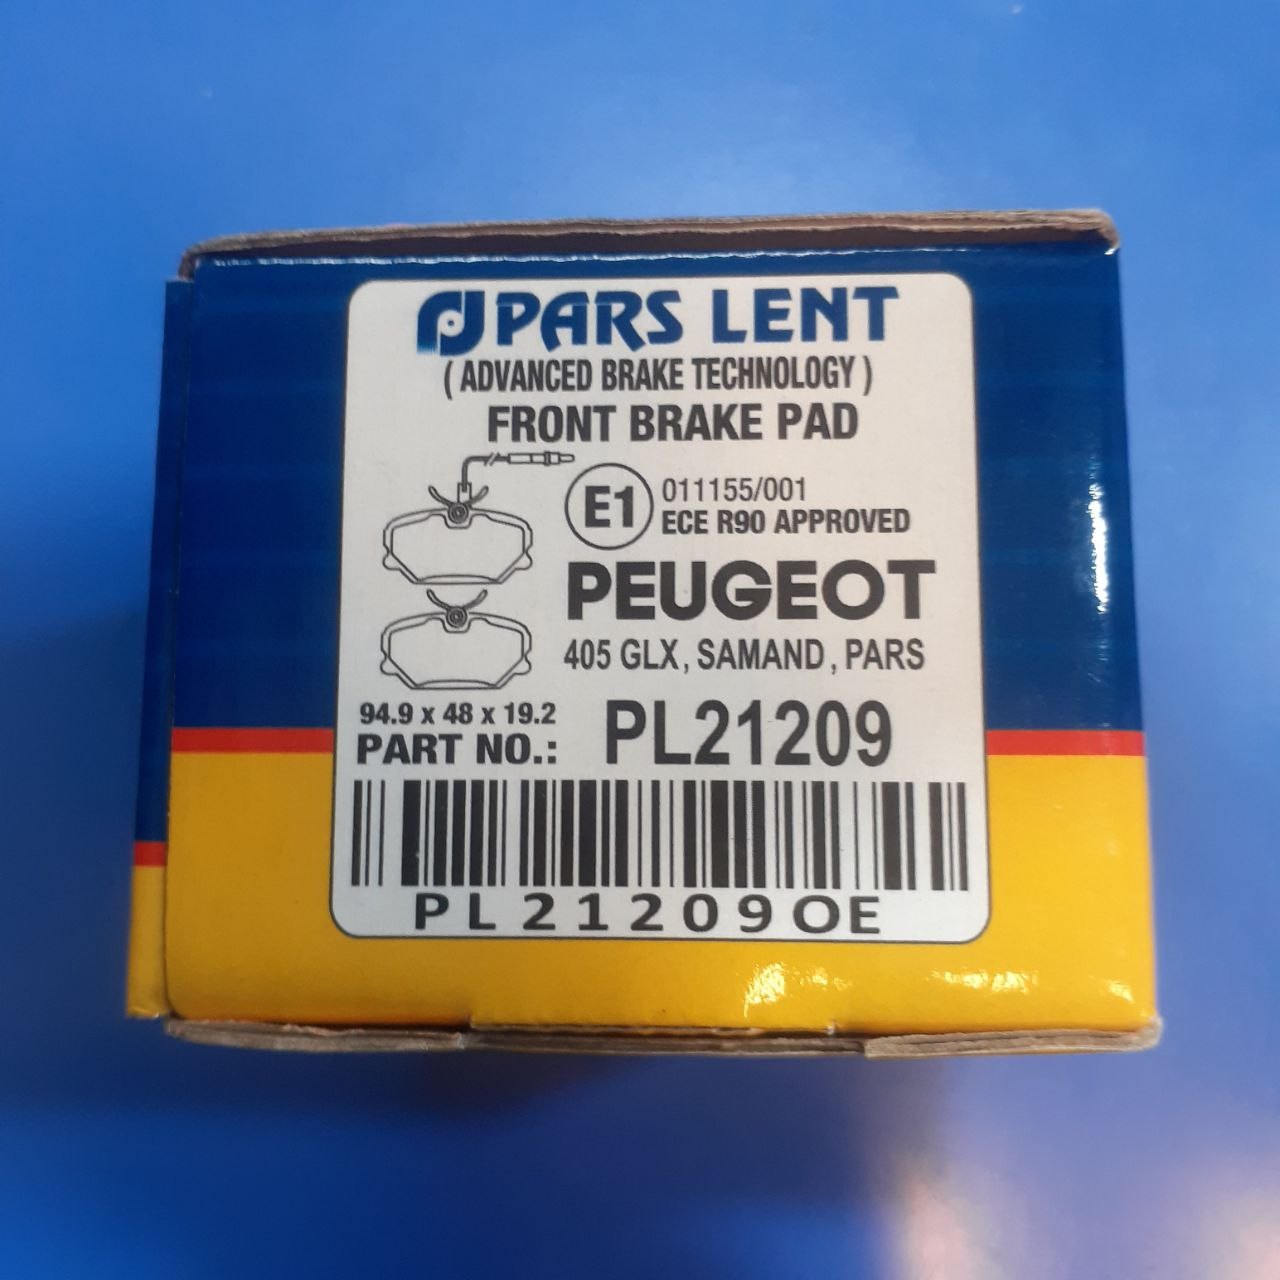 PARS LENT
( ADVANCED BRAKE TECHNOLOGY )
FRONT BRAKE PAD
E1
011155/001
ECE R90 APPROVED
PEUGEOT
405 GLX, SAMAND, PARS
94.9 x 48 x 19.2
PART NO.: PL21209
PL21209OE